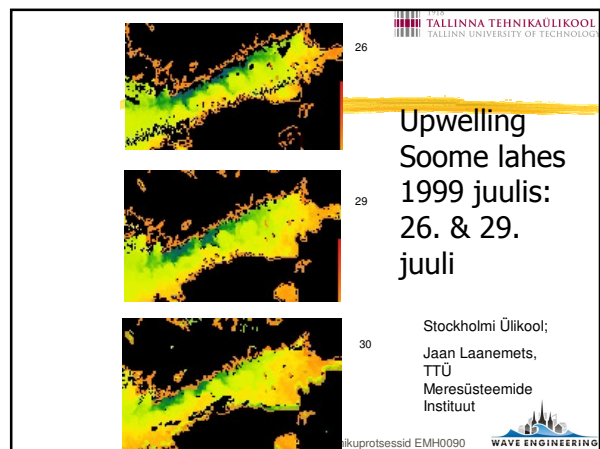 1918
TALLINNA TEHNIKAÜLIKOOL
TALLINN UNIVERSITY OF TECHNOLOGY
26
Upwelling
Soome lahes
1999 juulis:
26. & 29.
juuli
29
Stockholmi Ülikool;
Jaan Laanemets,
TTÜ
Meresüsteemide
Instituut
30
ikuprotsessid EMH0090
WAVE ENGINEERING